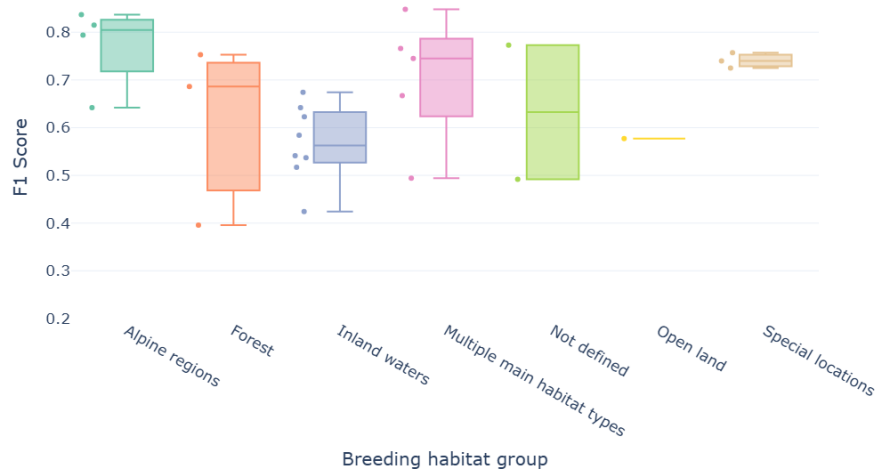 0.8
0.7
0.6
0.5
0.4
0.3
0.2
F1 Score
Alpine regions
Forest
Inland waters
Multiple main habitat types
Not defined
Open land
Special locations
Breeding habitat group